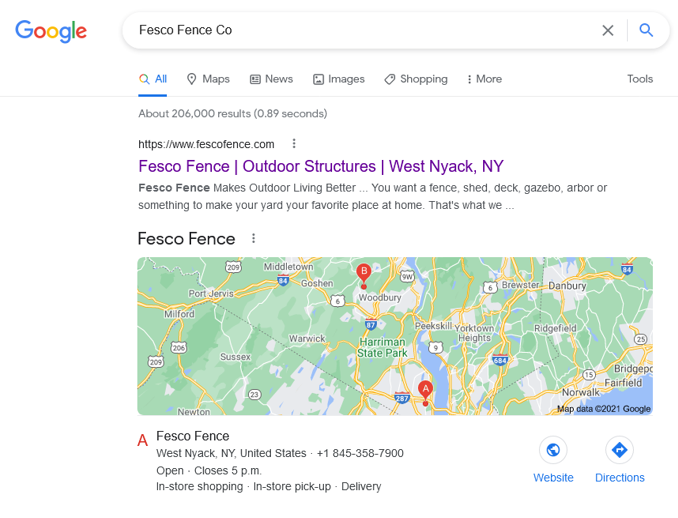 Google
Fesco Fence Co
All Maps News Images Shopping More Tools
About 206,000 results (0.89 seconds)
https://www.fescofence.com
Fesco Fence | Outdoor Structures | West Nyack, NY
Fesco Fence Makes Outdoor Living Better ... You want a fence, shed, deck, gazebo, arbor or
something to make your yard your favorite place at home. That's what we ...
Fesco Fence
209
Middletown
84
Goshen
B
9W
84
Port Jervis
6
Woodbury
6
Brewster
Danbury
Milford
87
Peekskill
Yorktown
Heights
Ridgefield
206
Warwick
Harriman
State Park
9
25
209
Sussex
684
15
Bridgepo
Fairfield
23
287
A
Norwalk
Newton
Map data ©2021 Google
A Fesco Fence
West Nyack, NY, United States · +1 845-358-7900
Open · Closes 5 p.m.
In-store shopping · In-store pick-up · Delivery
Website Directions